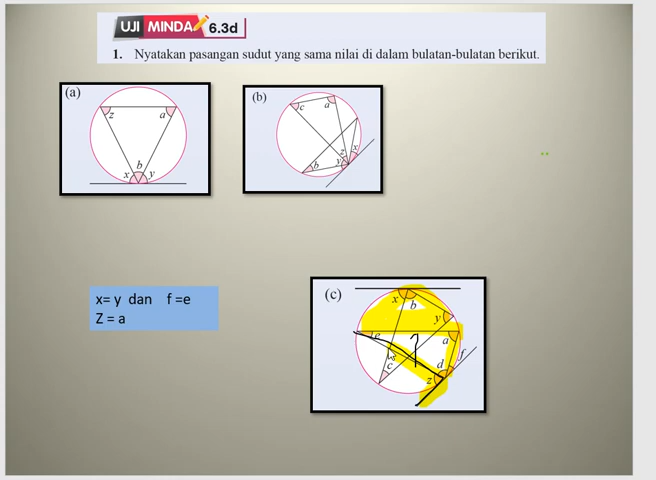 UJI MINDA 6.3d
1. Nyatakan pasangan sudut yang sama nilai di dalam bulatan-bulatan berikut.
(a)
z a
b
x y
(b)
c a
z x
b y
x= y dan f =e
Z = a
(c)
x b
y
e a
f
c d
z